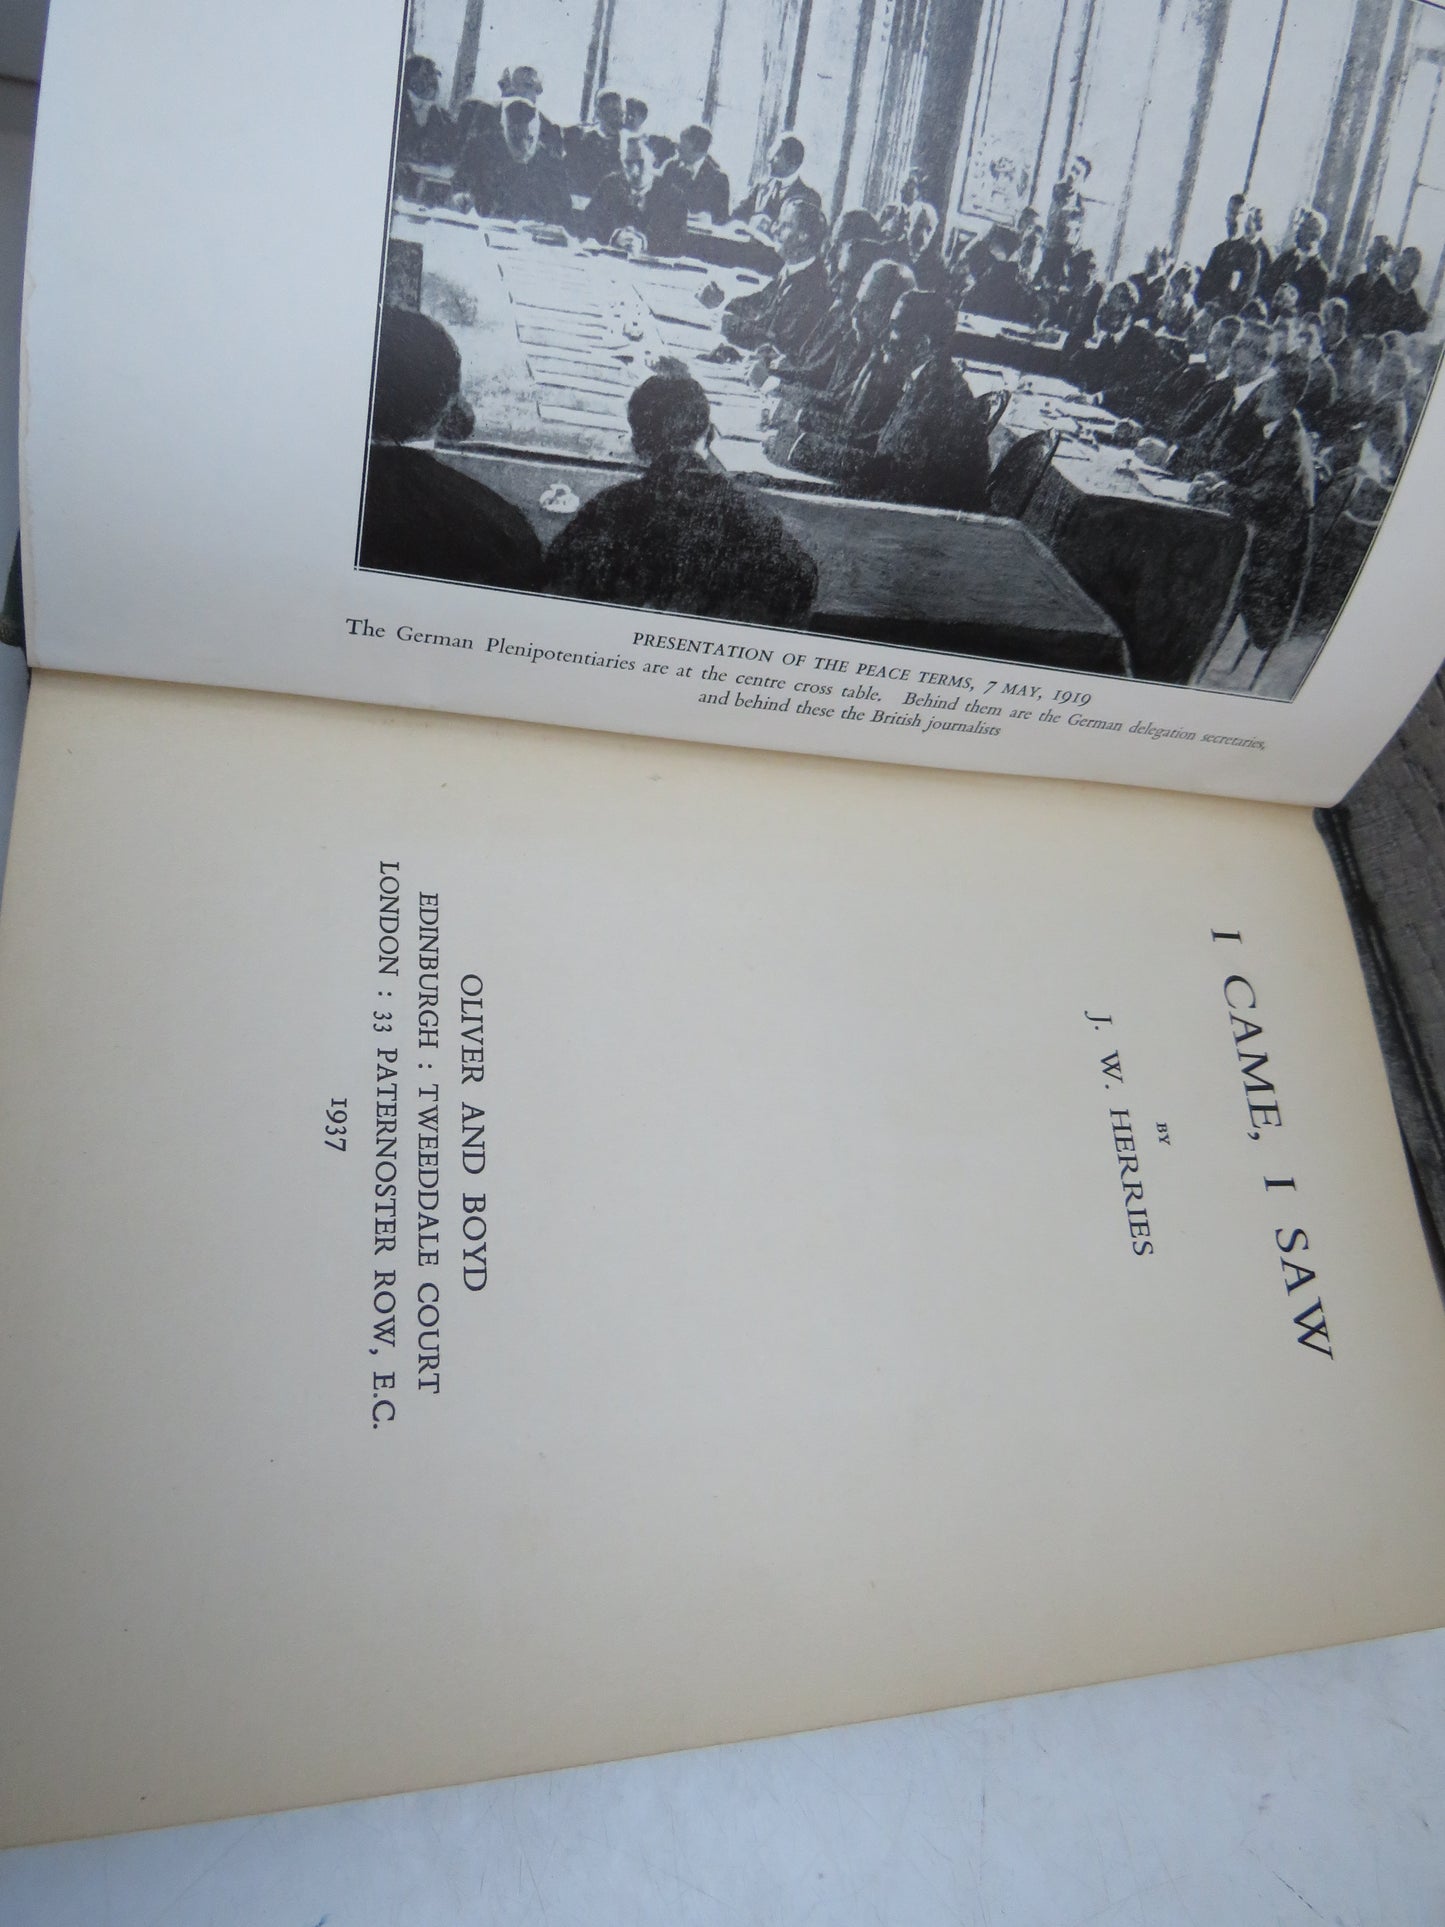 PRESENTATION OF THE PEACE TERMS, 7 MAY, 1919
The German Plenipotentiaries are at the centre cross table. Behind them are the German delegation secretaries,
and behind these the British journalists
I CAME, I SAW
BY
J. W. HERRIES
OLIVER AND BOYD
EDINBURGH : TWEEDDALE COURT
LONDON : 33 PATERNOSTER ROW, E.C.
1937